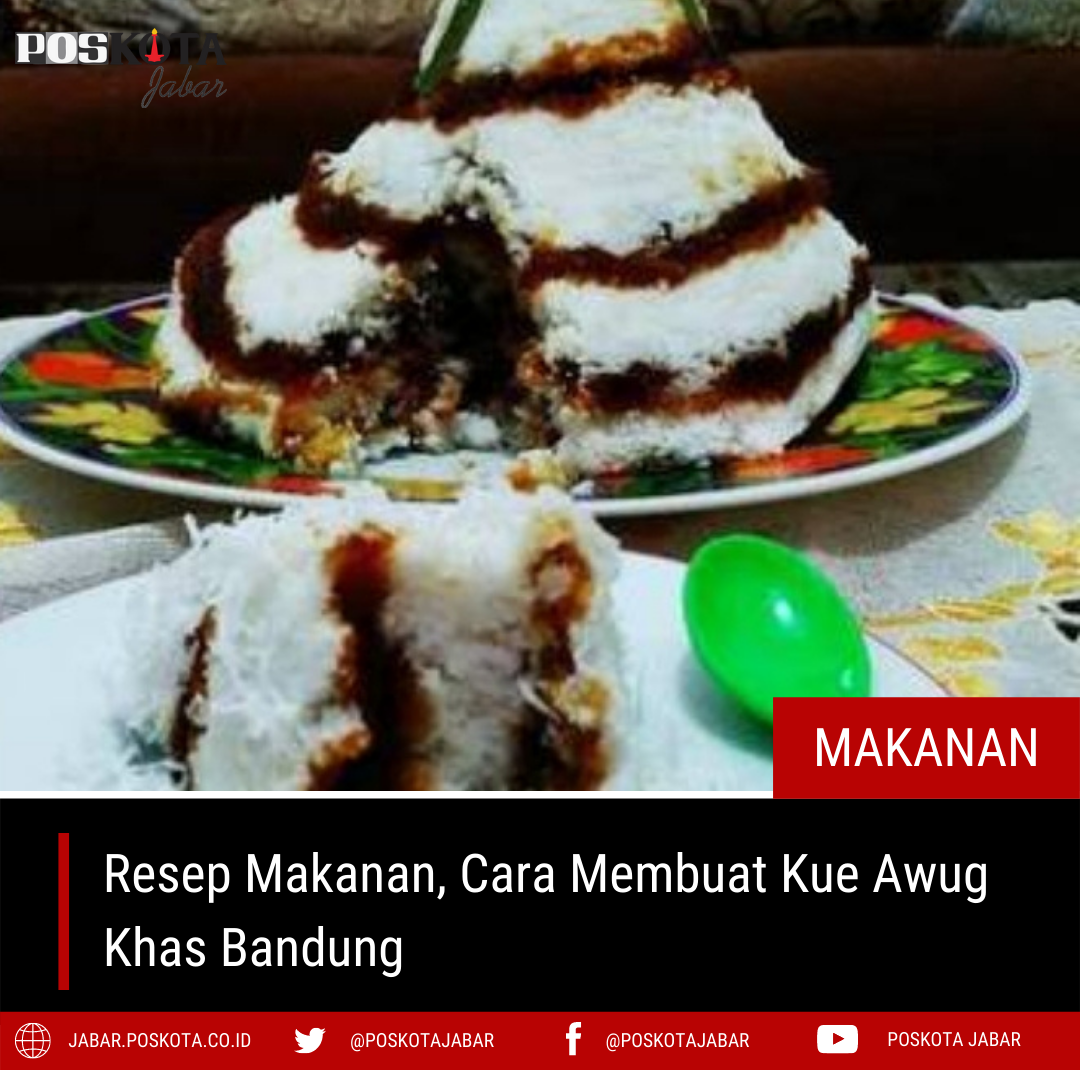 POSKOTA
Jabar
MAKANAN
Resep Makanan, Cara Membuat Kue Awug
Khas Bandung
JABAR.POSKOTA.CO.ID @POSKOTAJABAR @POSKOTAJABAR POSKOTA JABAR